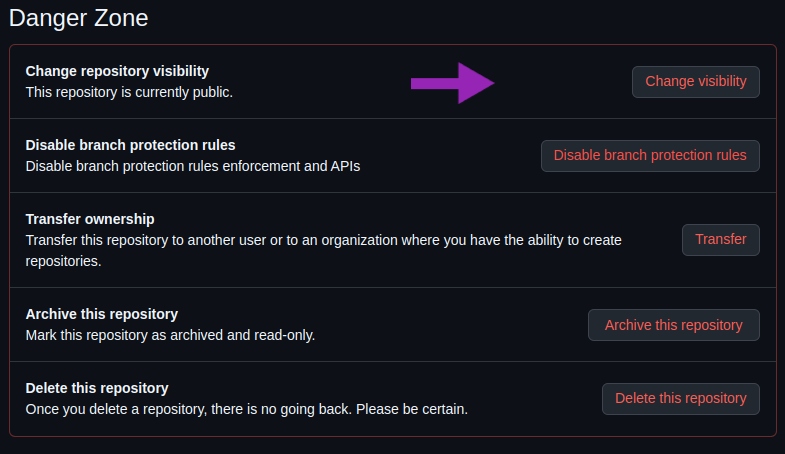 Danger Zone
Change repository visibility
This repository is currently public.
Change visibility
Disable branch protection rules
Disable branch protection rules enforcement and APIs
Disable branch protection rules
Transfer ownership
Transfer this repository to another user or to an organization where you have the ability to create
repositories.
Transfer
Archive this repository
Mark this repository as archived and read-only.
Archive this repository
Delete this repository
Once you delete a repository, there is no going back. Please be certain.
Delete this repository